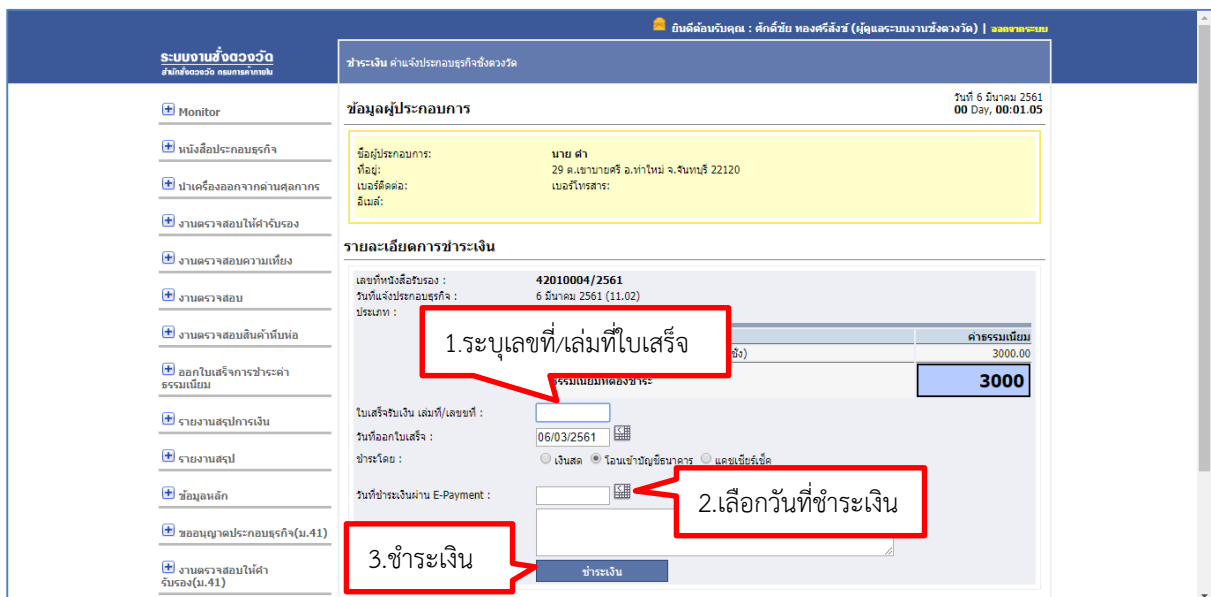 ยินดีต้อนรับคุณ : ศักดิ์ชัย ทองศรีสังข์ (ผู้ดูแลระบบงานชั่งตวงวัด) | ออกจากระบบ
ระบบงานชั่งตวงวัด
สำนักชั่งตวงวัด กรมการค้าภายใน
ชำระเงิน ค่าแจ้งประกอบธุรกิจชั่งตวงวัด
Monitor
หนังสือประกอบธุรกิจ
นำเครื่องออกจากด่านศุลกากร
งานตรวจสอบให้คำรับรอง
งานตรวจสอบความเที่ยง
งานตรวจสอบ
งานตรวจสอบสินค้าหีบห่อ
ออกใบเสร็จการชำระค่า
ธรรมเนียม
รายงานสรุปการเงิน
รายงานสรุป
ข้อมูลหลัก
ขออนุญาตประกอบธุรกิจ(ม.41)
งานตรวจสอบให้คำ
รับรอง(ม.41)
ข้อมูลผู้ประกอบการ
วันที่ 6 มีนาคม 2561
00 Day, 00:01.05
ชื่อผู้ประกอบการ: นาย ดำ
ที่อยู่: 29 ต.เขาบายศรี อ.ท่าใหม่ จ.จันทบุรี 22120
เบอร์ติดต่อ: เบอร์โทรสาร:
อีเมล์:
รายละเอียดการชำระเงิน
เลขที่หนังสือรับรอง : 42010004/2561
วันที่แจ้งประกอบธุรกิจ : 6 มีนาคม 2561 (11.02)
ประเภท :
ค่าธรรมเนียม
ชั่ง) 3000.00
ธรรมเนียมที่ต้องชำระ 3000
1.ระบุเลขที่/เล่มที่ใบเสร็จ
ใบเสร็จรับเงิน เล่มที่/เลขขที่ :
วันที่ออกใบเสร็จ : 06/03/2561
ชำระโดย : เงินสด โอนเข้าบัญชีธนาคาร แคชเชียร์เช็ค
วันที่ชำระเงินผ่าน E-Payment :
2.เลือกวันที่ชำระเงิน
3.ชำระเงิน
ชำระเงิน